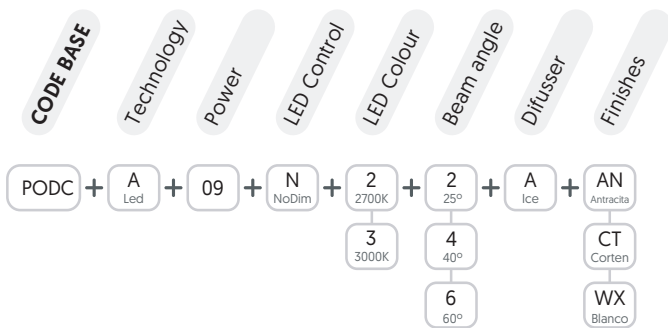 CODE BASE
Technology
Power
LED Control
LED Colour
Beam angle
Difusser
Finishes
PODC + A + 09 + N + 2 + 2 + A + AN
Led NoDim 2700K 25º Ice Antracita
3 4 CT
3000K 40º Corten
6 WX
60º Blanco